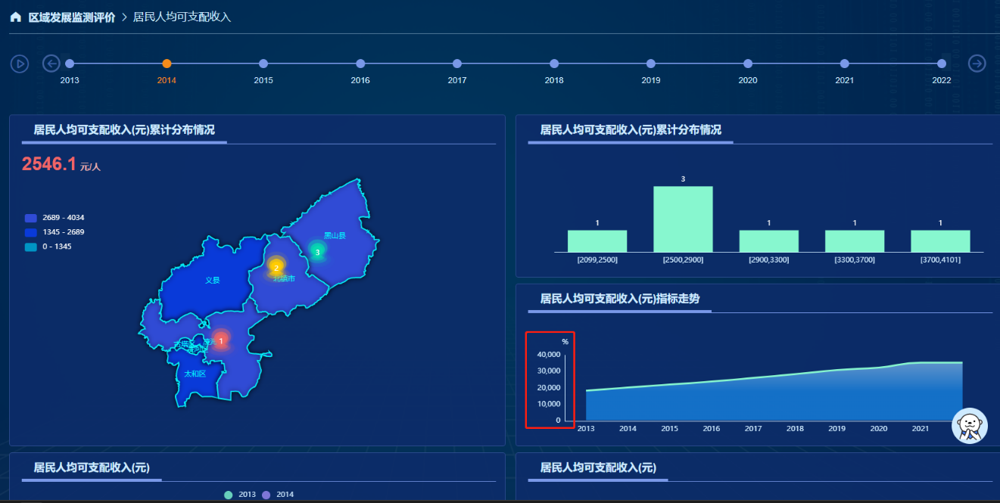 区域发展监测评价 > 居民人均可支配收入
2013 2014 2015 2016 2017 2018 2019 2020 2021 2022
居民人均可支配收入(元)累计分布情况
2546.1 元/人
2689 - 4034
1345 - 2689
0 - 1345
黑山县
3
2
北镇市
义县
1
古塔区
太和区
居民人均可支配收入(元)累计分布情况
3
1 1 1 1
[2099,2500] [2500,2900] [2900,3300] [3300,3700] [3700,4101]
居民人均可支配收入(元)指标走势
%
40,000
30,000
20,000
10,000
0
2013 2014 2015 2016 2017 2018 2019 2020 2021
居民人均可支配收入(元)
2013 2014
居民人均可支配收入(元)